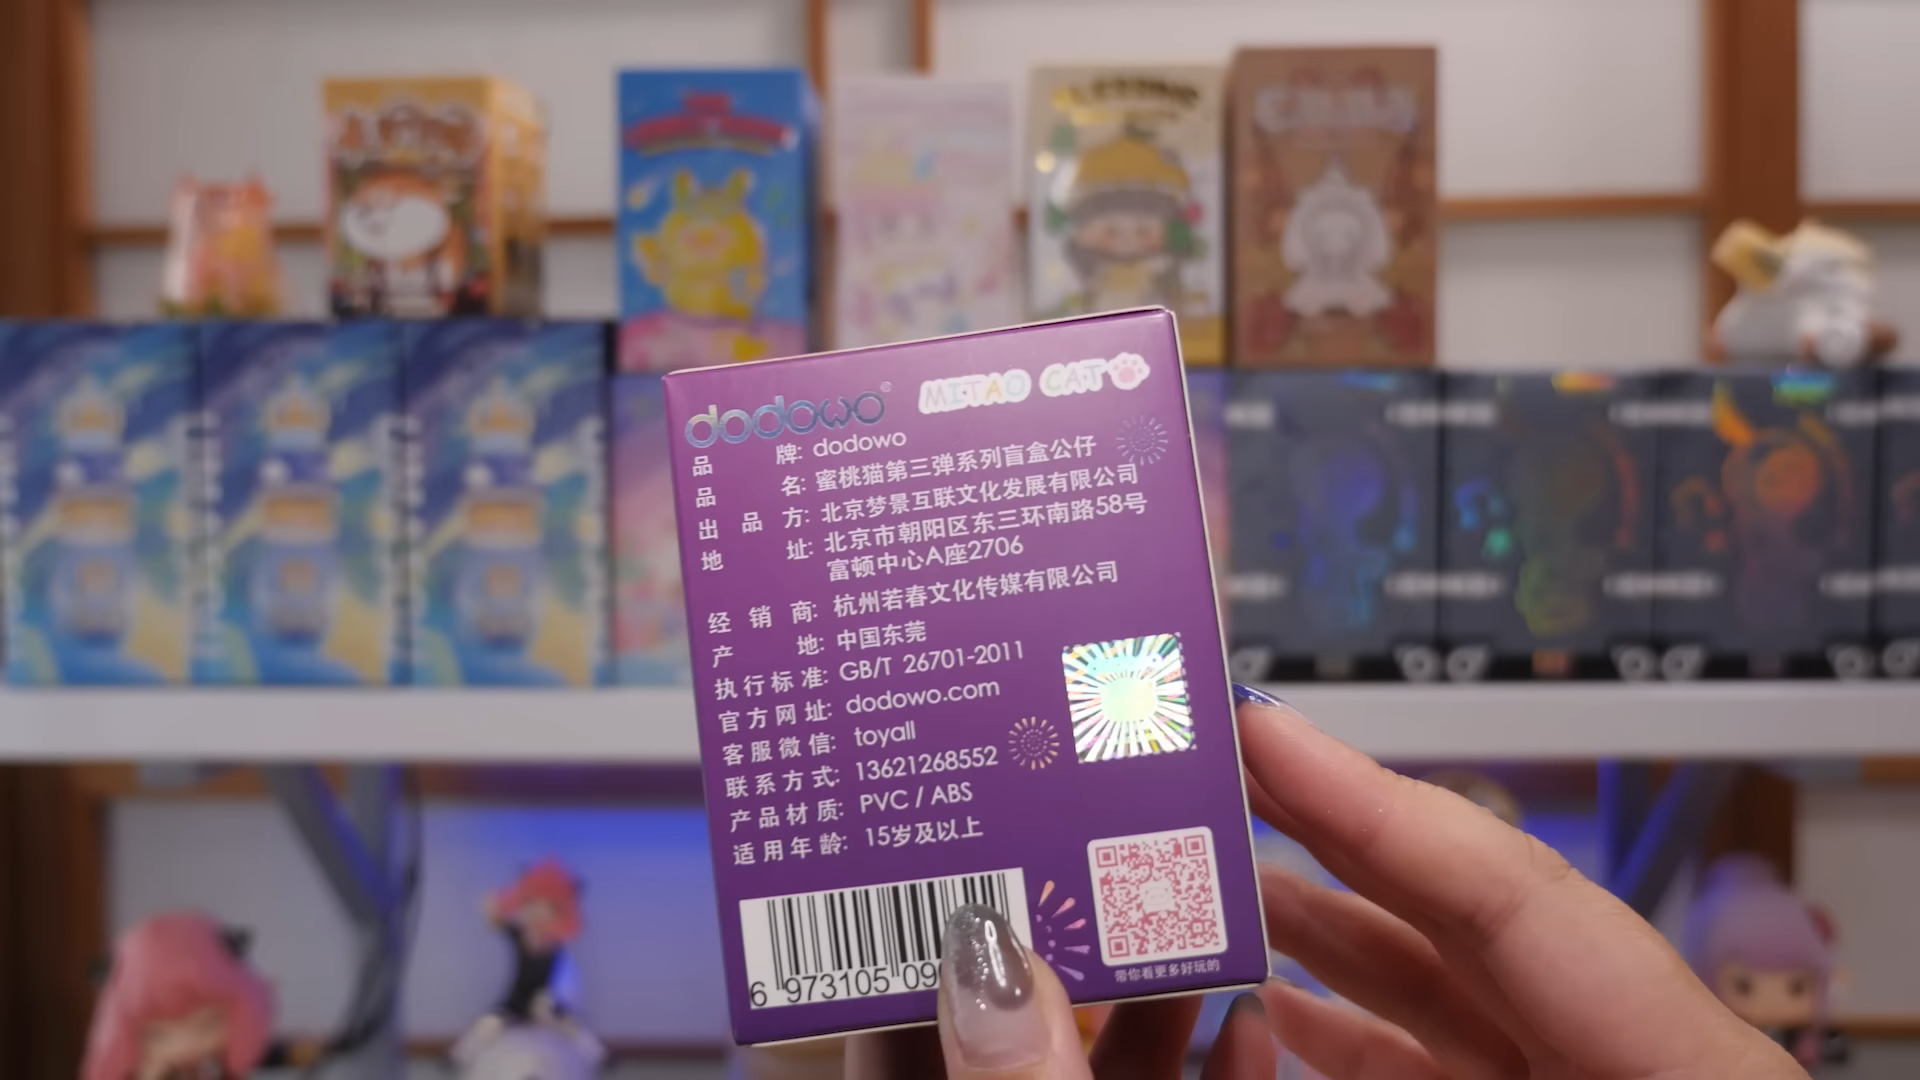 dodowo MITAO CAT
品牌: dodowo
品名: 蜜桃猫第三弹系列盲盒公仔
出品方: 北京梦景互联文化发展有限公司
地址: 北京市朝阳区东三环南路58号
富顿中心A座2706
经销商: 杭州若春文化传媒有限公司
产地: 中国东莞
执行标准: GB/T 26701-2011
官方网址: dodowo.com
客服微信: toyall
联系方式: 13621268552
产品材质: PVC / ABS
适用年龄: 15岁及以上
6 973105 09
带你看更多好玩的